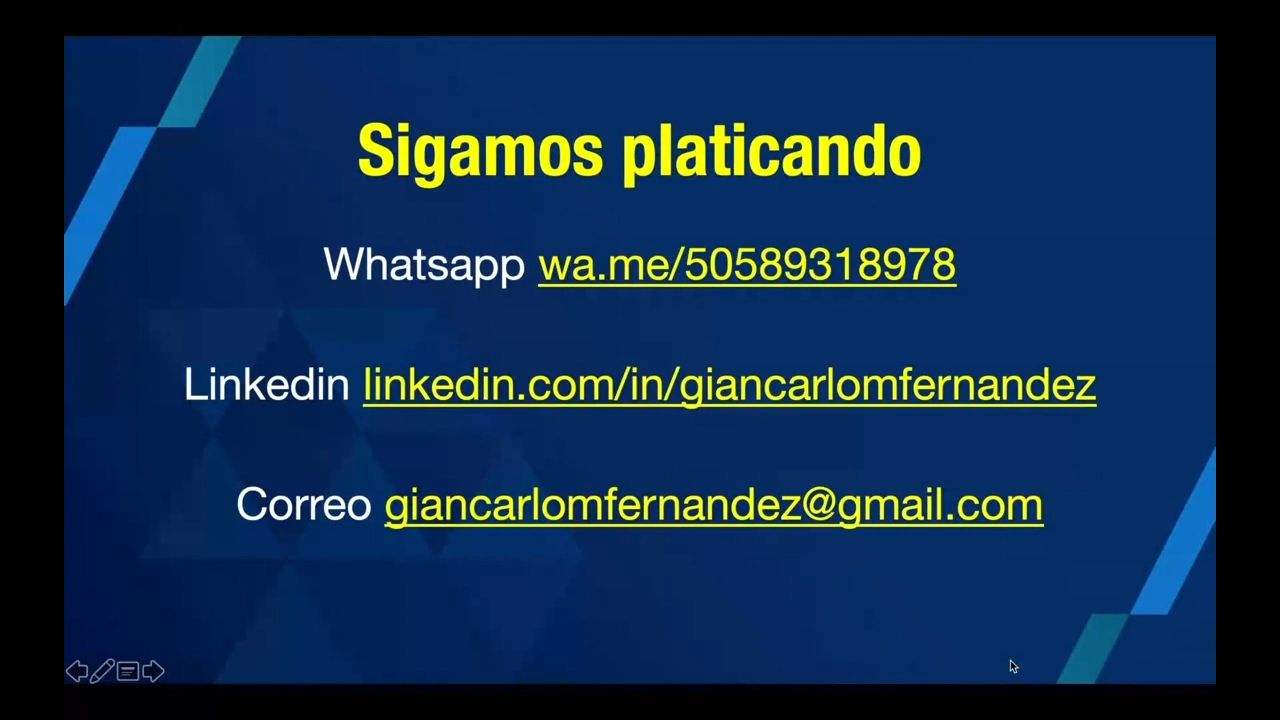 Sigamos platicando
Whatsapp wa.me/50589318978
Linkedin linkedin.com/in/giancarlomfernandez
Correo giancarlomfernandez@gmail.com